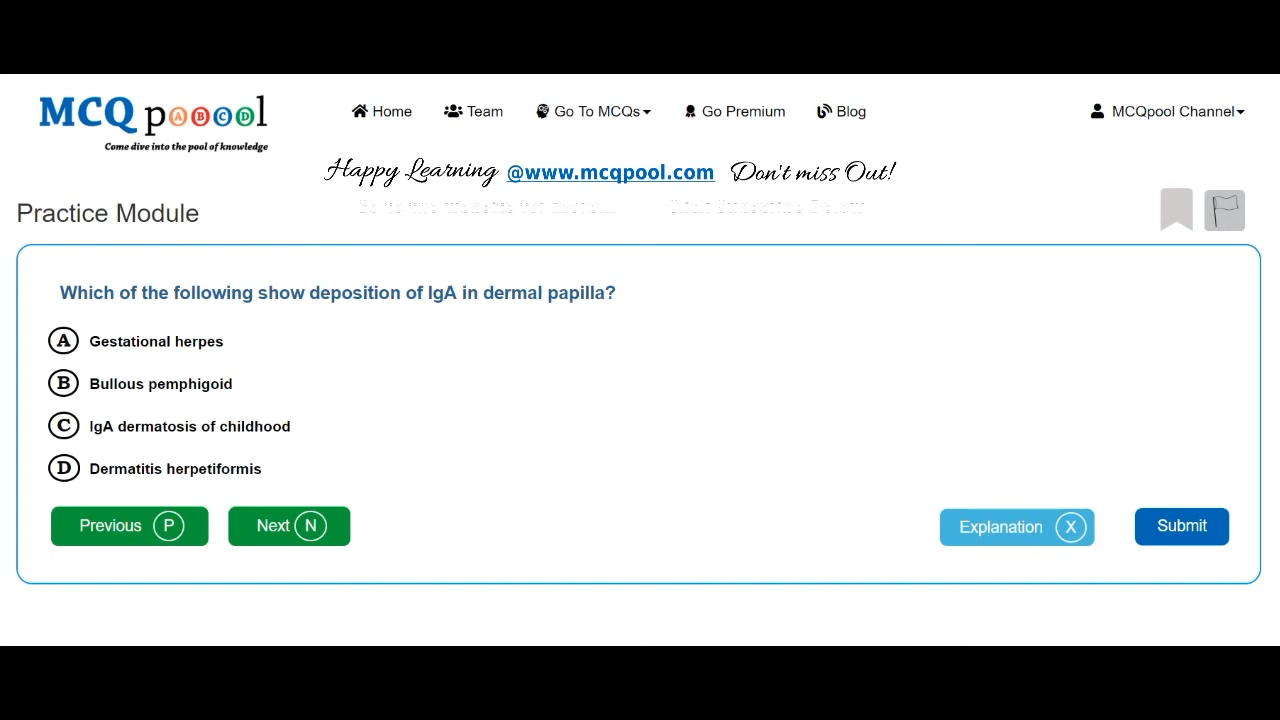 MCQ pABCDl
Come dive into the pool of knowledge
Home Team Go To MCQs Go Premium Blog MCQpool Channel
Happy Learning @www.mcqpool.com Don't miss Out!
Practice Module
Which of the following show deposition of IgA in dermal papilla?
A Gestational herpes
B Bullous pemphigoid
C IgA dermatosis of childhood
D Dermatitis herpetiformis
Previous P Next N Explanation X Submit